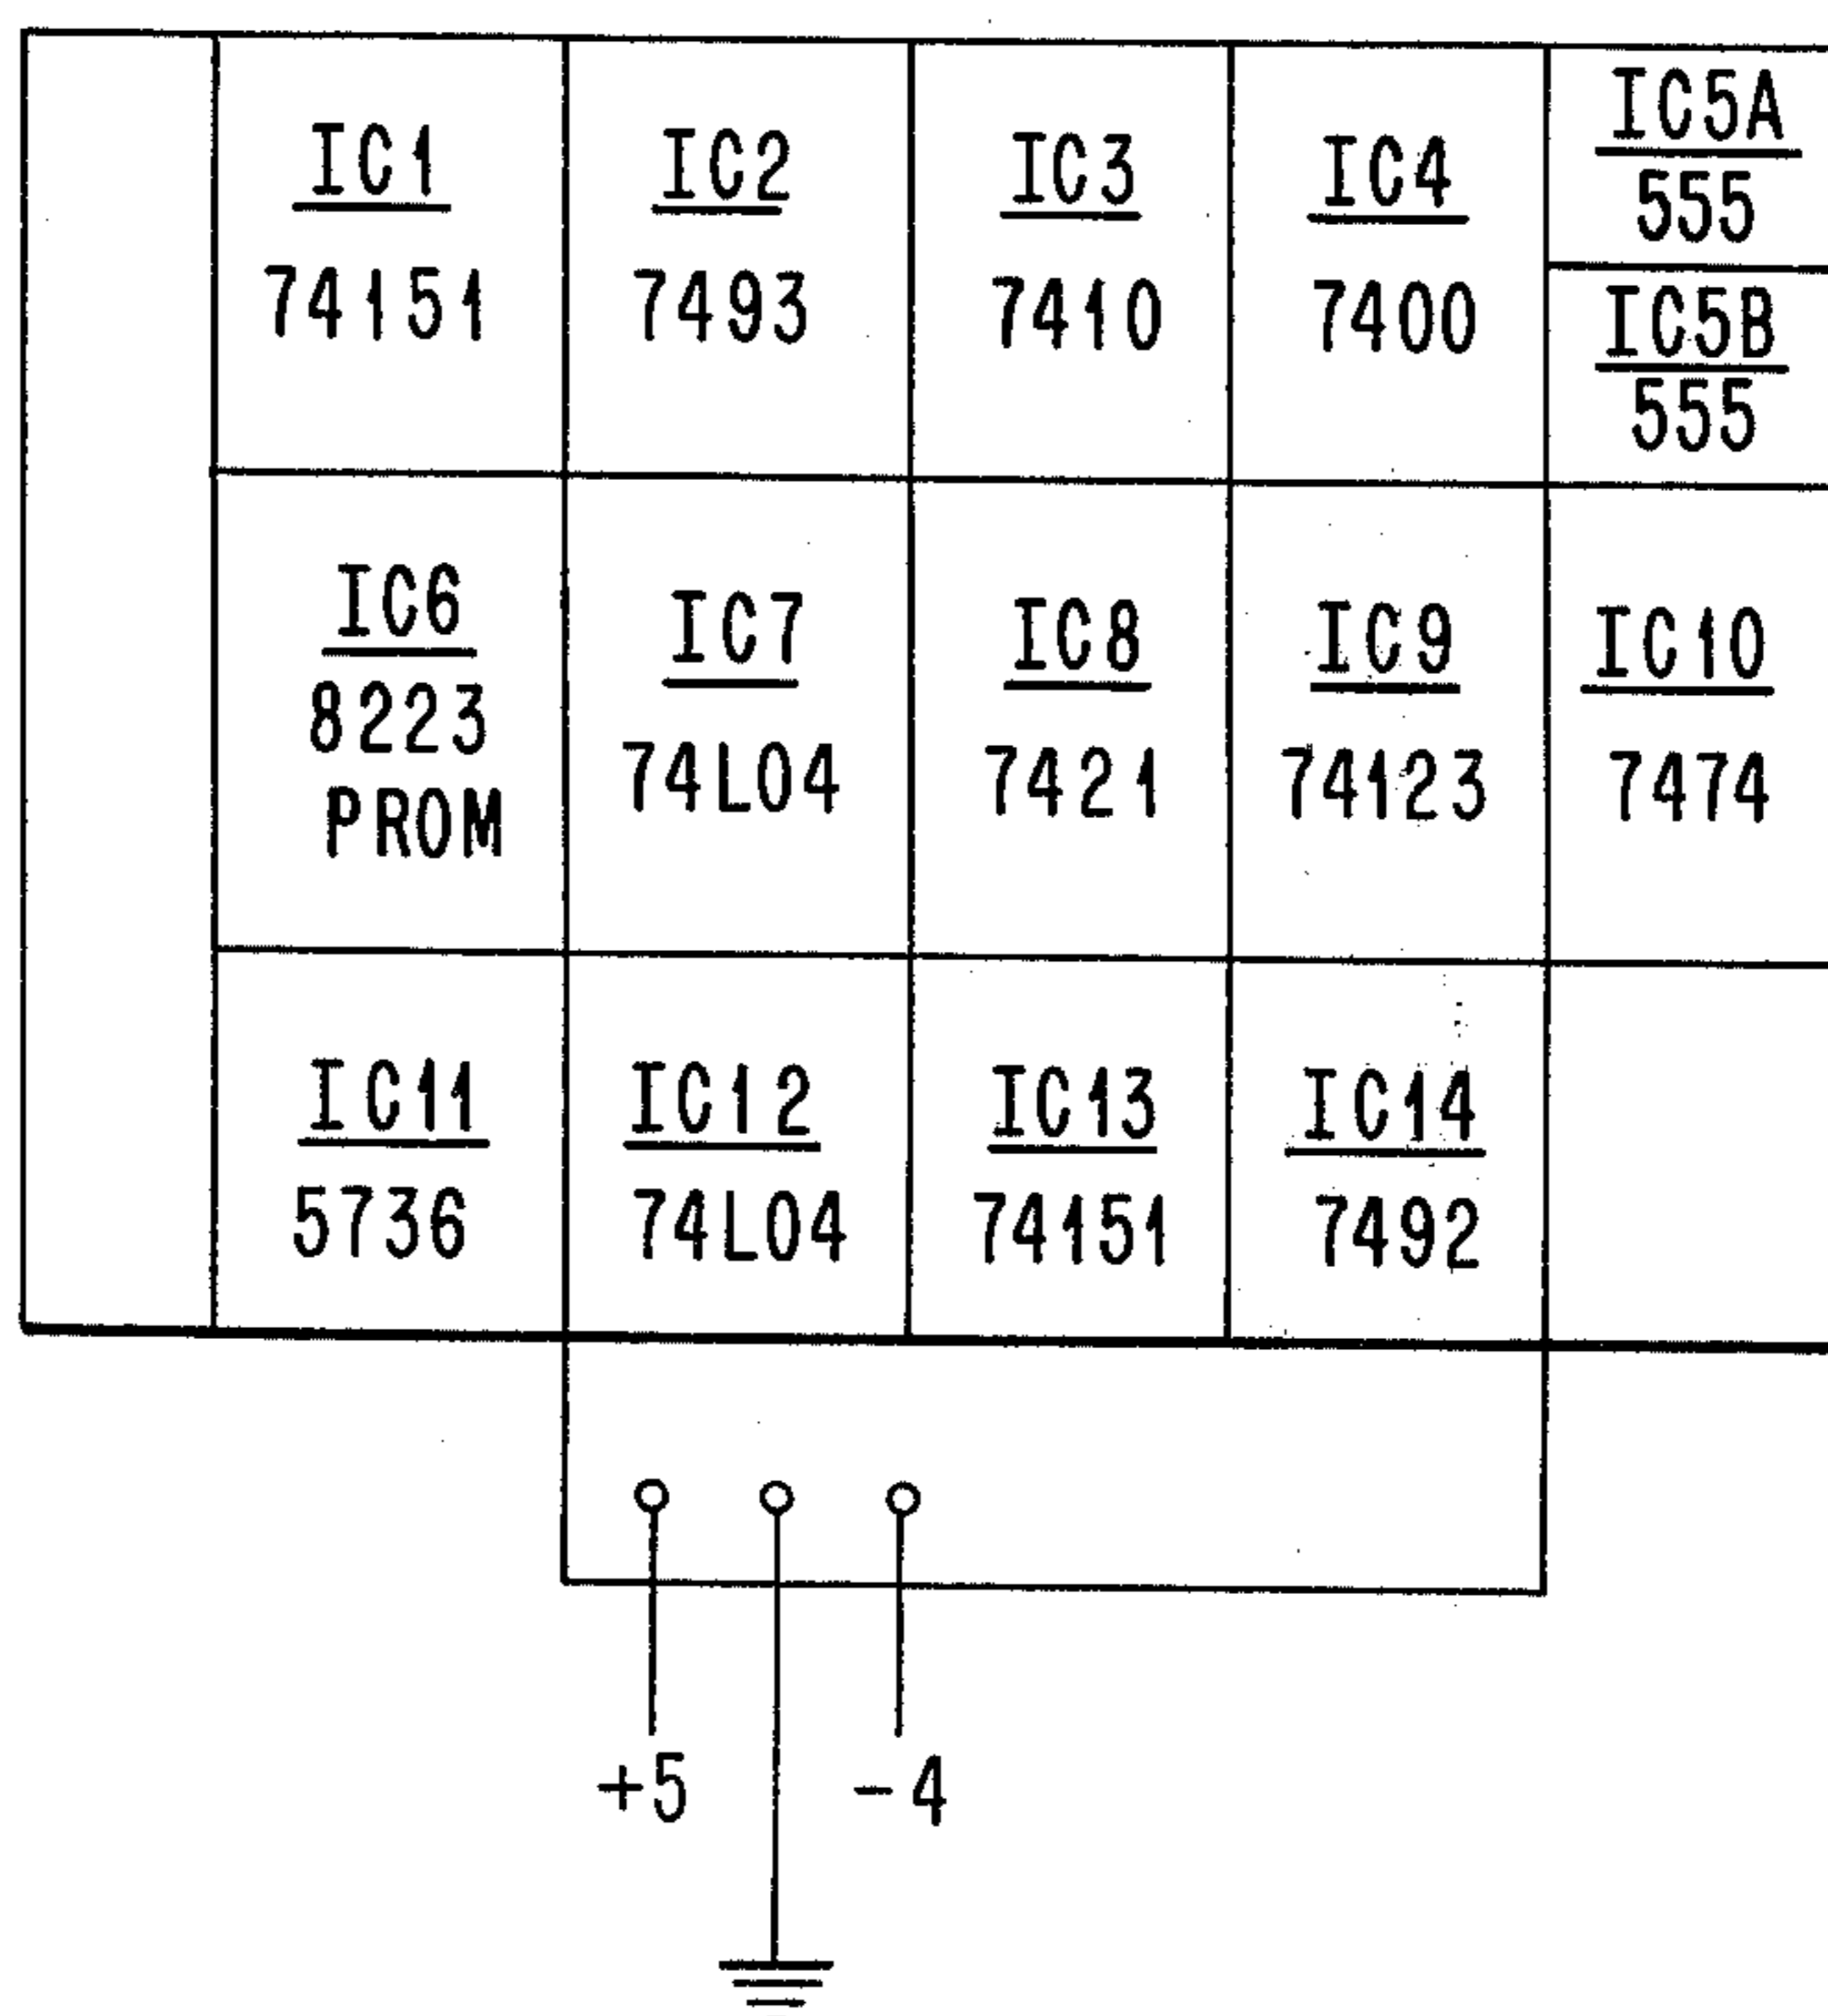 IC1
74151
IC2
7493
IC3
7410
IC4
7400
IC5A
555
IC5B
555
IC6
8223
PROM
IC7
74L04
IC8
7421
IC9
74123
IC10
7474
IC11
5736
IC12
74L04
IC13
74151
IC14
7492
+5
-4